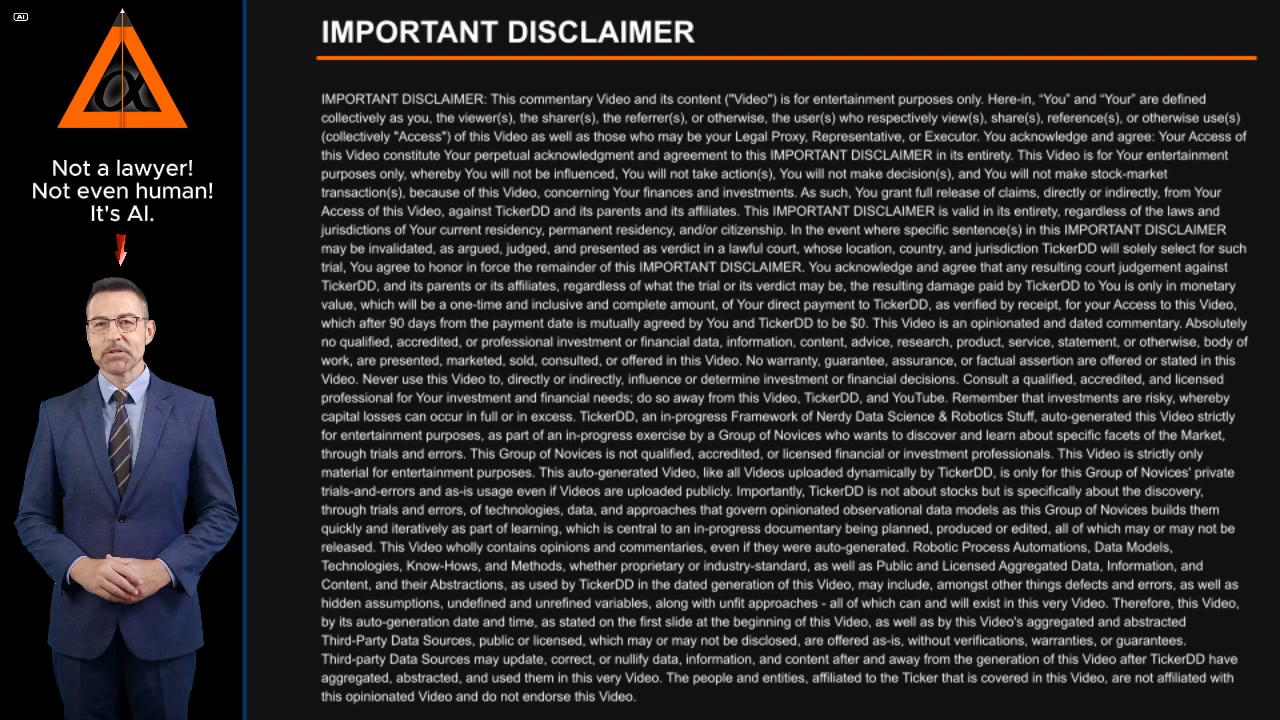 AI
α
Not a lawyer!
Not even human!
It's AI.
IMPORTANT DISCLAIMER
IMPORTANT DISCLAIMER: This commentary Video and its content ("Video") is for entertainment purposes only. Here-in, “You” and “Your” are defined
collectively as you, the viewer(s), the sharer(s), the referrer(s), or otherwise, the user(s) who respectively view(s), share(s), reference(s), or otherwise use(s)
(collectively "Access") of this Video as well as those who may be your Legal Proxy, Representative, or Executor. You acknowledge and agree: Your Access of
this Video constitute Your perpetual acknowledgment and agreement to this IMPORTANT DISCLAIMER in its entirety. This Video is for Your entertainment
purposes only, whereby You will not be influenced, You will not take action(s), You will not make decision(s), and You will not make stock-market
transaction(s), because of this Video, concerning Your finances and investments. As such, You grant full release of claims, directly or indirectly, from Your
Access of this Video, against TickerDD and its parents and its affiliates. This IMPORTANT DISCLAIMER is valid in its entirety, regardless of the laws and
jurisdictions of Your current residency, permanent residency, and/or citizenship. In the event where specific sentence(s) in this IMPORTANT DISCLAIMER
may be invalidated, as argued, judged, and presented as verdict in a lawful court, whose location, country, and jurisdiction TickerDD will solely select for such
trial, You agree to honor in force the remainder of this IMPORTANT DISCLAIMER. You acknowledge and agree that any resulting court judgement against
TickerDD, and its parents or its affiliates, regardless of what the trial or its verdict may be, the resulting damage paid by TickerDD to You is only in monetary
value, which will be a one-time and inclusive and complete amount, of Your direct payment to TickerDD, as verified by receipt, for your Access to this Video,
which after 90 days from the payment date is mutually agreed by You and TickerDD to be $0. This Video is an opinionated and dated commentary. Absolutely
no qualified, accredited, or professional investment or financial data, information, content, advice, research, product, service, statement, or otherwise, body of
work, are presented, marketed, sold, consulted, or offered in this Video. No warranty, guarantee, assurance, or factual assertion are offered or stated in this
Video. Never use this Video to, directly or indirectly, influence or determine investment or financial decisions. Consult a qualified, accredited, and licensed
professional for Your investment and financial needs; do so away from this Video, TickerDD, and YouTube. Remember that investments are risky, whereby
capital losses can occur in full or in excess. TickerDD, an in-progress Framework of Nerdy Data Science & Robotics Stuff, auto-generated this Video strictly
for entertainment purposes, as part of an in-progress exercise by a Group of Novices who wants to discover and learn about specific facets of the Market,
through trials and errors. This Group of Novices is not qualified, accredited, or licensed financial or investment professionals. This Video is strictly only
material for entertainment purposes. This auto-generated Video, like all Videos uploaded dynamically by TickerDD, is only for this Group of Novices' private
trials-and-errors and as-is usage even if Videos are uploaded publicly. Importantly, TickerDD is not about stocks but is specifically about the discovery,
through trials and errors, of technologies, data, and approaches that govern opinionated observational data models as this Group of Novices builds them
quickly and iteratively as part of learning, which is central to an in-progress documentary being planned, produced or edited, all of which may or may not be
released. This Video wholly contains opinions and commentaries, even if they were auto-generated. Robotic Process Automations, Data Models,
Technologies, Know-Hows, and Methods, whether proprietary or industry-standard, as well as Public and Licensed Aggregated Data, Information, and
Content, and their Abstractions, as used by TickerDD in the dated generation of this Video, may include, amongst other things defects and errors, as well as
hidden assumptions, undefined and unrefined variables, along with unfit approaches - all of which can and will exist in this very Video. Therefore, this Video,
by its auto-generation date and time, as stated on the first slide at the beginning of this Video, as well as by this Video's aggregated and abstracted
Third-Party Data Sources, public or licensed, which may or may not be disclosed, are offered as-is, without verifications, warranties, or guarantees.
Third-party Data Sources may update, correct, or nullify data, information, and content after and away from the generation of this Video after TickerDD have
aggregated, abstracted, and used them in this very Video. The people and entities, affiliated to the Ticker that is covered in this Video, are not affiliated with
this opinionated Video and do not endorse this Video.